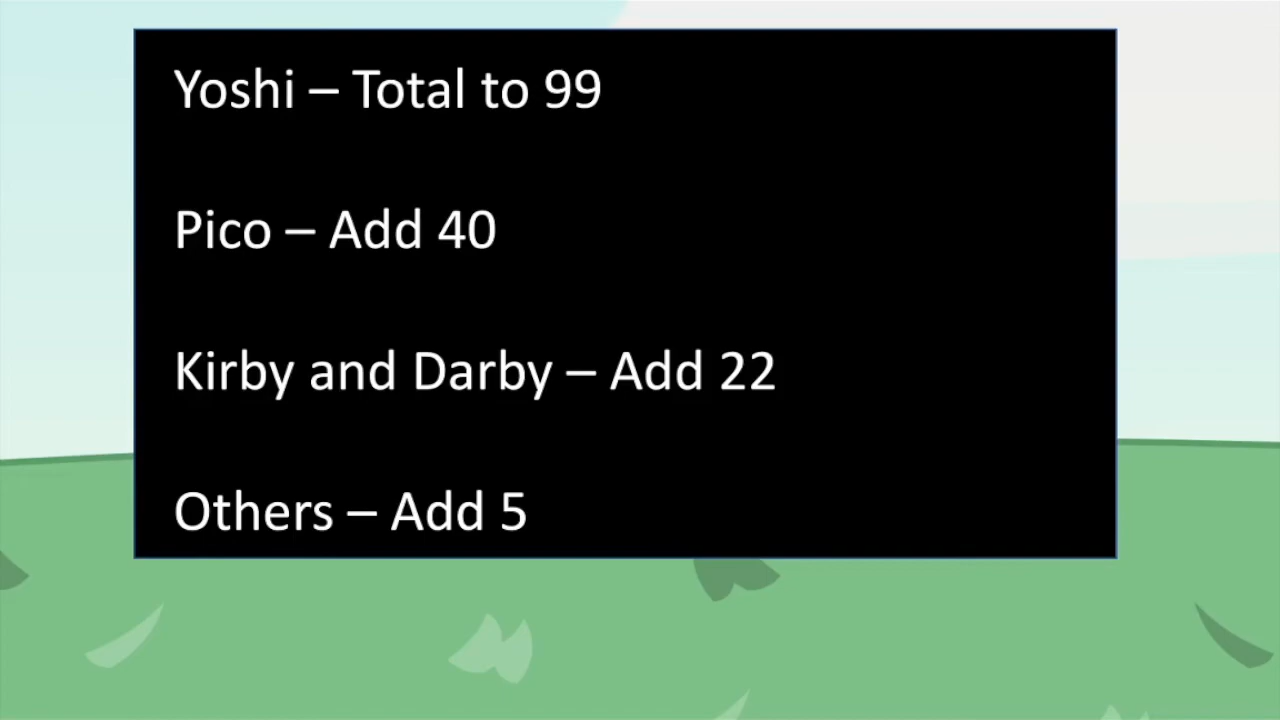 Yoshi – Total to 99
Pico – Add 40
Kirby and Darby – Add 22
Others – Add 5